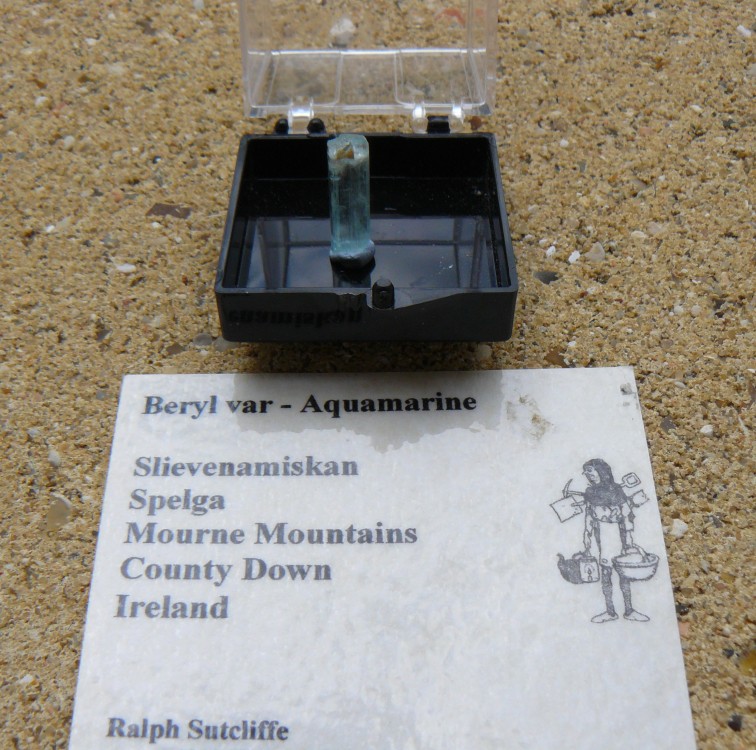 Beryl var - Aquamarine
Slievenamiskan
Spelga
Mourne Mountains
County Down
Ireland
Ralph Sutcliffe